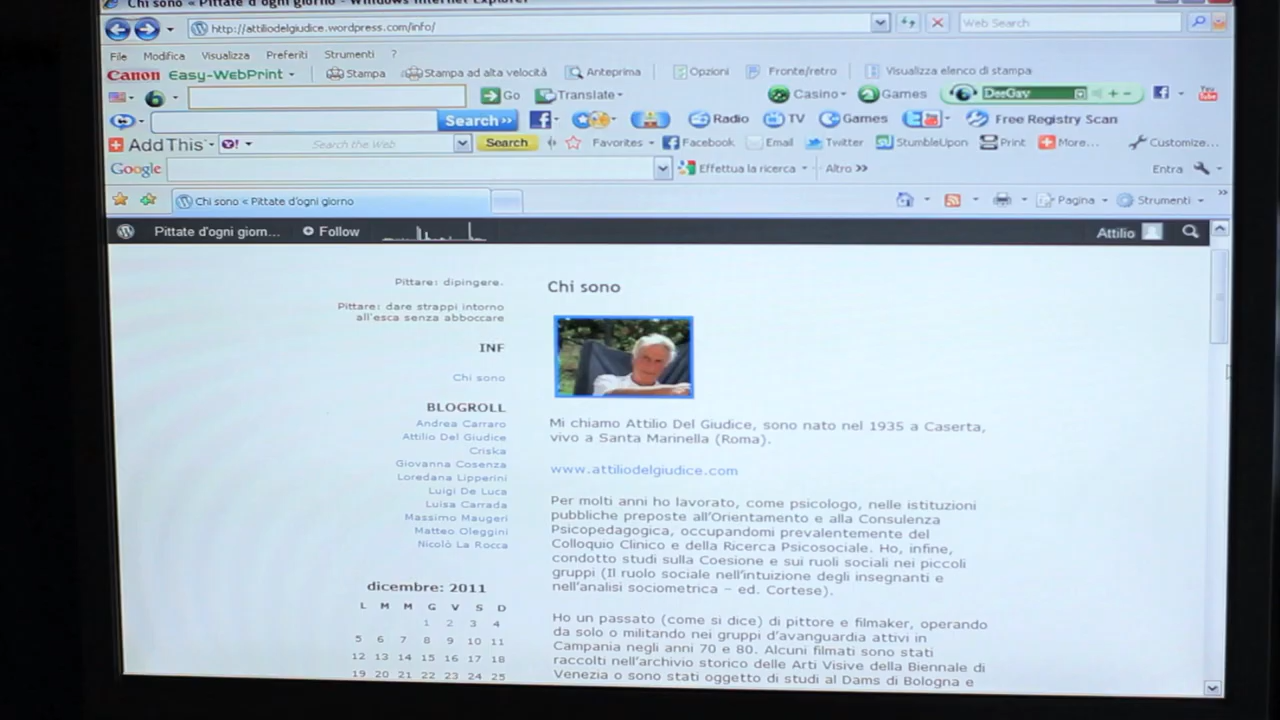 Chi sono « Pittate d'ogni giorno - Windows Internet Explorer
http://attiliodelgiudice.wordpress.com/info/
Web Search
File Modifica Visualizza Preferiti Strumenti ?
Canon Easy-WebPrint Stampa Stampa ad alta velocità Anteprima Opzioni Fronte/retro Visualizza elenco di stampa
Go Translate Casino Games DeeGay You Tube
Search Radio TV Games Free Registry Scan
AddThis Y! Search the Web Search Favorites Facebook Email Twitter StumbleUpon Print More... Customize...
Google Effettua la ricerca Altro >> Entra
Chi sono « Pittate d'ogni giorno Pagina Strumenti
Pittate d'ogni giorn... Follow Attilio
Pittare: dipingere.
Pittare: dare strappi intorno
all'esca senza abboccare
INF
Chi sono
BLOGROLL
Andrea Carraro
Attilio Del Giudice
Criska
Giovanna Cosenza
Loredana Lipperini
Luigi De Luca
Luisa Carrada
Massimo Maugeri
Matteo Oleggini
Nicolò La Rocca
dicembre: 2011
L M M G V S D
1 2 3 4
5 6 7 8 9 10 11
12 13 14 15 16 17 18
19 20 21 22 23 24 25
Chi sono
Mi chiamo Attilio Del Giudice, sono nato nel 1935 a Caserta,
vivo a Santa Marinella (Roma).
www.attiliodelgiudice.com
Per molti anni ho lavorato, come psicologo, nelle istituzioni
pubbliche preposte all'Orientamento e alla Consulenza
Psicopedagogica, occupandomi prevalentemente del
Colloquio Clinico e della Ricerca Psicosociale. Ho, infine,
condotto studi sulla Coesione e sui ruoli sociali nei piccoli
gruppi (Il ruolo sociale nell'intuizione degli insegnanti e
nell'analisi sociometrica – ed. Cortese).
Ho un passato (come si dice) di pittore e filmaker, operando
da solo o militando nei gruppi d'avanguardia attivi in
Campania negli anni 70 e 80. Alcuni filmati sono stati
raccolti nell'archivio storico delle Arti Visive della Biennale di
Venezia o sono stati oggetto di studi al Dams di Bologna e